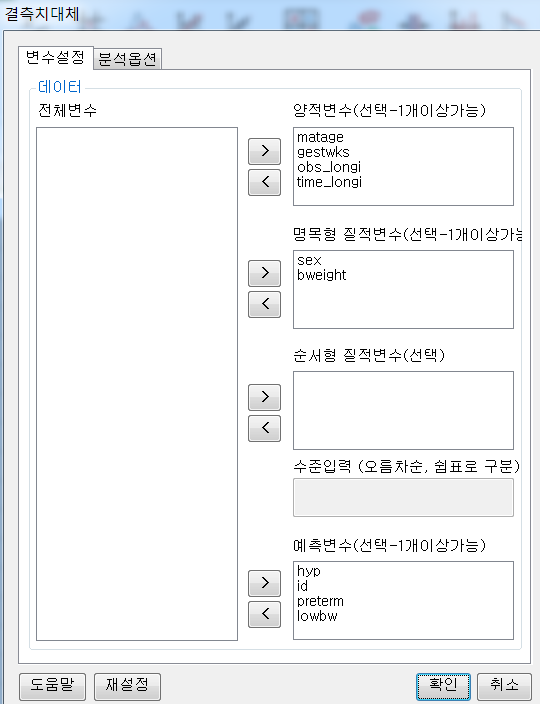 결측치대체
변수설정
분석옵션
데이터
전체변수
양적변수(선택-1개이상가능)
matage
gestwks
obs_longi
time_longi
>
<
명목형 질적변수(선택-1개이상가능
sex
bweight
>
<
순서형 질적변수(선택)
>
<
수준입력 (오름차순, 쉼표로 구분)
예측변수(선택-1개이상가능)
hyp
id
preterm
lowbw
>
<
도움말
재설정
확인
취소